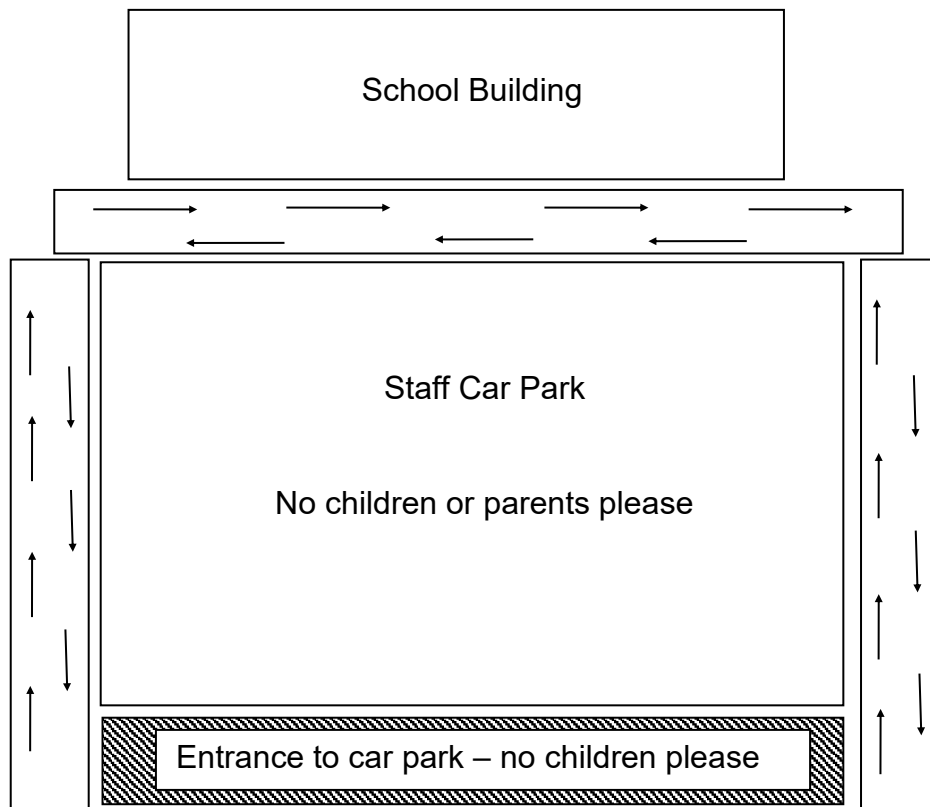 School Building
Staff Car Park
No children or parents please
Entrance to car park – no children please